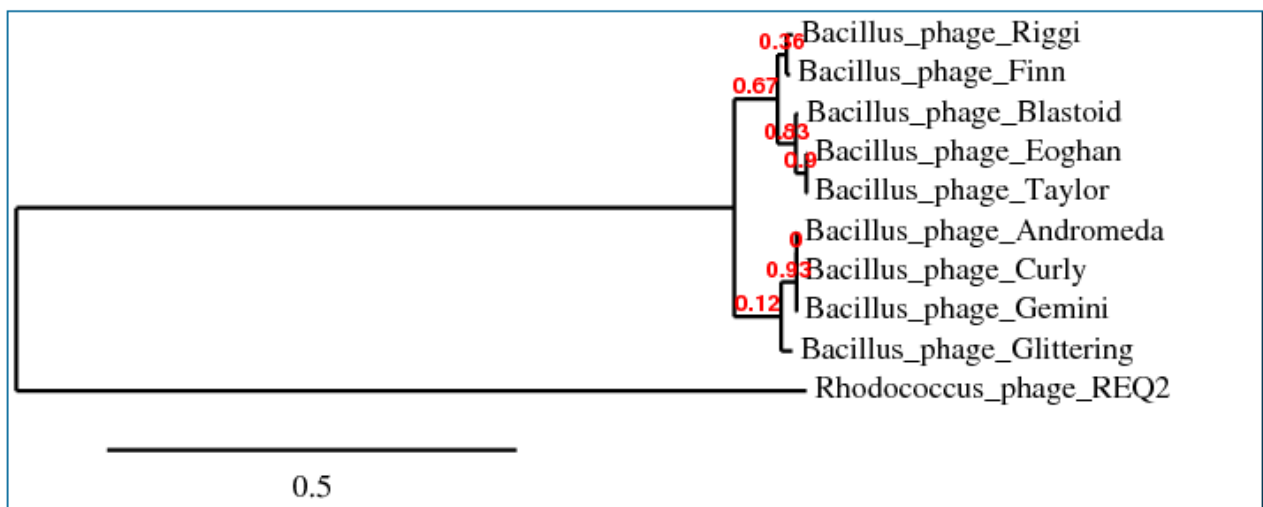 Bacillus_phage_Riggi
0.36
Bacillus_phage_Finn
0.67
Bacillus_phage_Blastoid
0.83
Bacillus_phage_Eoghan
0.9
Bacillus_phage_Taylor
Bacillus_phage_Andromeda
0
Bacillus_phage_Curly
0.93
Bacillus_phage_Gemini
0.12
Bacillus_phage_Glittering
Rhodococcus_phage_REQ2
0.5